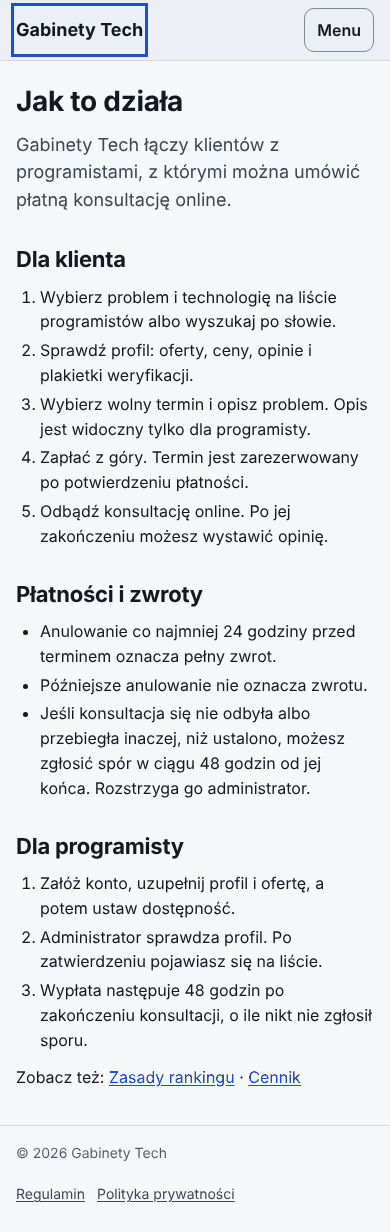 Gabinety Tech
Menu
Jak to działa
Gabinety Tech łączy klientów z
programistami, z którymi można umówić
płatną konsultację online.
Dla klienta
1. Wybierz problem i technologię na liście
programistów albo wyszukaj po słowie.
2. Sprawdź profil: oferty, ceny, opinie i
plakietki weryfikacji.
3. Wybierz wolny termin i opisz problem. Opis
jest widoczny tylko dla programisty.
4. Zapłać z góry. Termin jest zarezerwowany
po potwierdzeniu płatności.
5. Odbądź konsultację online. Po jej
zakończeniu możesz wystawić opinię.
Płatności i zwroty
• Anulowanie co najmniej 24 godziny przed
terminem oznacza pełny zwrot.
• Późniejsze anulowanie nie oznacza zwrotu.
• Jeśli konsultacja się nie odbyła albo
przebiegła inaczej, niż ustalono, możesz
zgłosić spór w ciągu 48 godzin od jej
końca. Rozstrzyga go administrator.
Dla programisty
1. Załóż konto, uzupełnij profil i ofertę, a
potem ustaw dostępność.
2. Administrator sprawdza profil. Po
zatwierdzeniu pojawiasz się na liście.
3. Wypłata następuje 48 godzin po
zakończeniu konsultacji, o ile nikt nie zgłosił
sporu.
Zobacz też: Zasady rankingu · Cennik
© 2026 Gabinety Tech
Regulamin Polityka prywatności